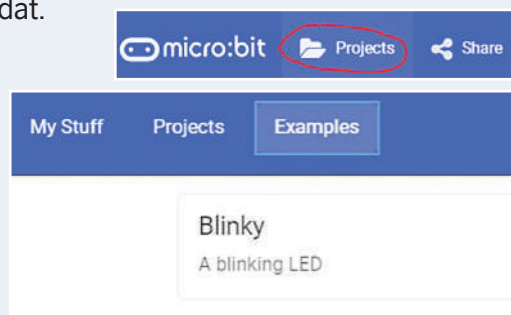 dat.
micro:bit Projects Share
My Stuff Projects Examples
Blinky
A blinking LED